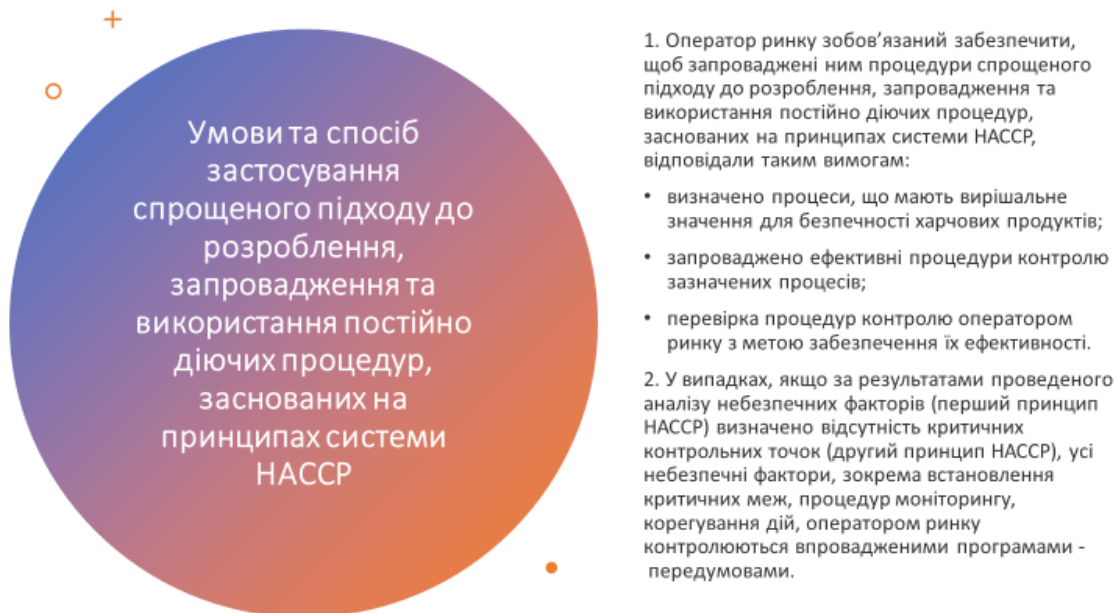 Умови та спосіб
застосування
спрощеного підходу до
розроблення,
запровадження та
використання постійно
діючих процедур,
заснованих на
принципах системи
НАССР
1. Оператор ринку зобов’язаний забезпечити,
щоб запроваджені ним процедури спрощеного
підходу до розроблення, запровадження та
використання постійно діючих процедур,
заснованих на принципах системи НАССР,
відповідали таким вимогам:
• визначено процеси, що мають вирішальне
значення для безпечності харчових продуктів;
• запроваджено ефективні процедури контролю
зазначених процесів;
• перевірка процедур контролю оператором
ринку з метою забезпечення їх ефективності.
2. У випадках, якщо за результатами проведеного
аналізу небезпечних факторів (перший принцип
НАССР) визначено відсутність критичних
контрольних точок (другий принцип НАССР), усі
небезпечні фактори, зокрема встановлення
критичних меж, процедур моніторингу,
корегування дій, оператором ринку
контролюються впровадженими програмами -
передумовами.